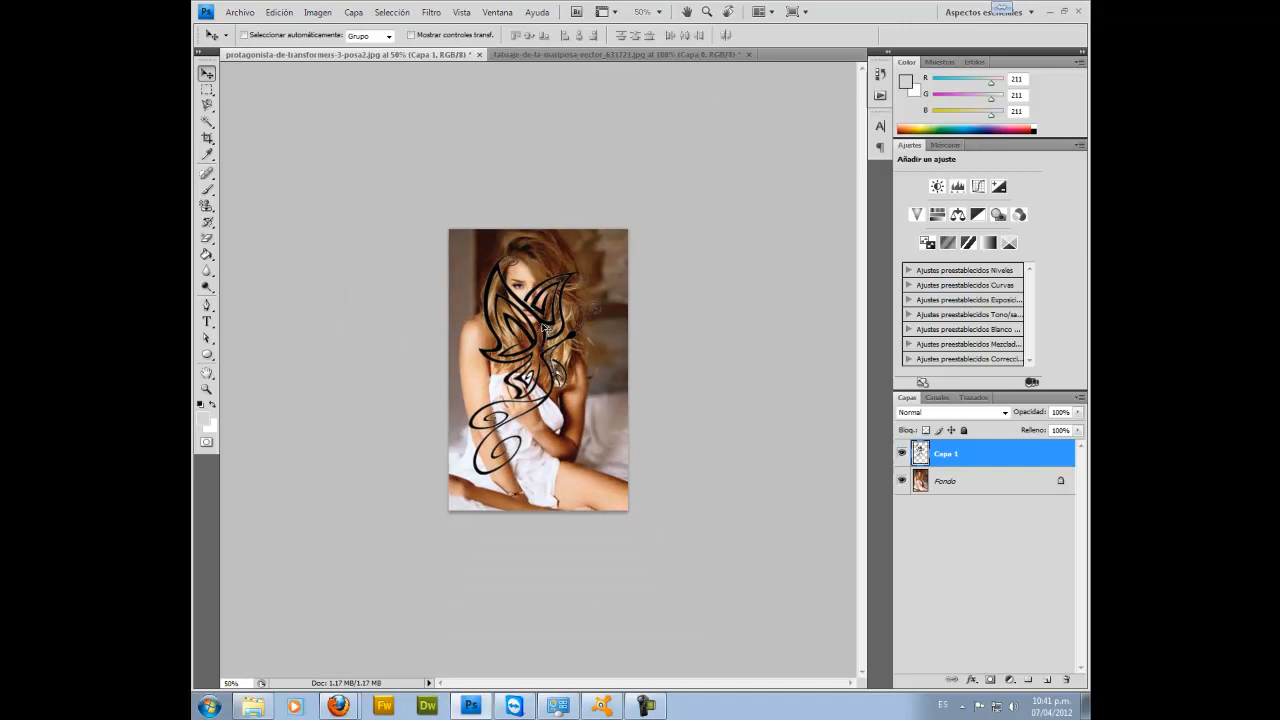 Ps Archivo Edición Imagen Capa Selección Filtro Vista Ventana Ayuda Br 50% Aspectos esenciales
Seleccionar automáticamente: Grupo Mostrar controles transf.
protagonista-de-transformers-3-posa2.jpg al 50% (Capa 1, RGB/8) * tatuaje-de-la-mariposa-vector_631721.jpg al 100% (Capa 0, RGB/8) *
Color Muestras Estilos
R 211
G 211
B 211
Ajustes Máscaras
Añadir un ajuste
Ajustes preestablecidos Niveles
Ajustes preestablecidos Curvas
Ajustes preestablecidos Exposici...
Ajustes preestablecidos Tono/sa...
Ajustes preestablecidos Blanco ...
Ajustes preestablecidos Mezclad...
Ajustes preestablecidos Correcci...
Capas Canales Trazados
Normal Opacidad: 100%
Bloq.: Relleno: 100%
Capa 1
Fondo
50% Doc: 1.17 MB/1.17 MB
Fw Dw Ps ES 10:41 p.m.
07/04/2012